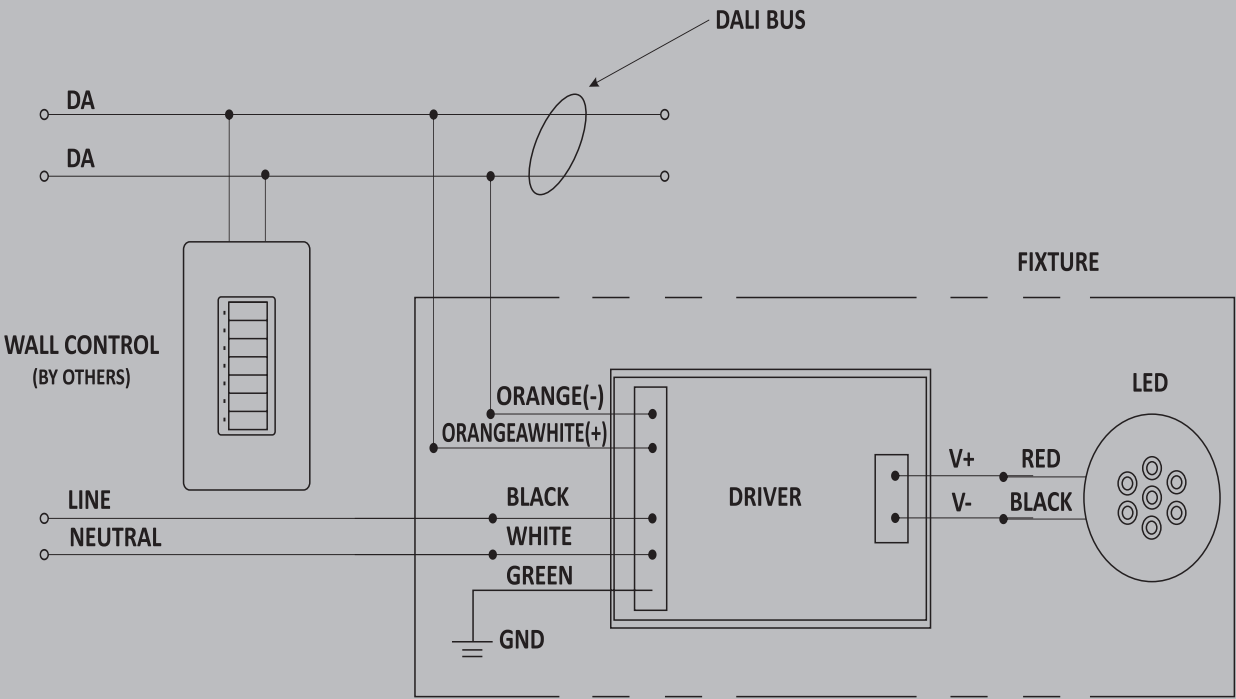 DALI BUS
DA
DA
FIXTURE
WALL CONTROL
(BY OTHERS)
LED
ORANGE(-)
ORANGEAWHITE(+)
V+
RED
LINE
BLACK
DRIVER
V-
BLACK
NEUTRAL
WHITE
GREEN
GND